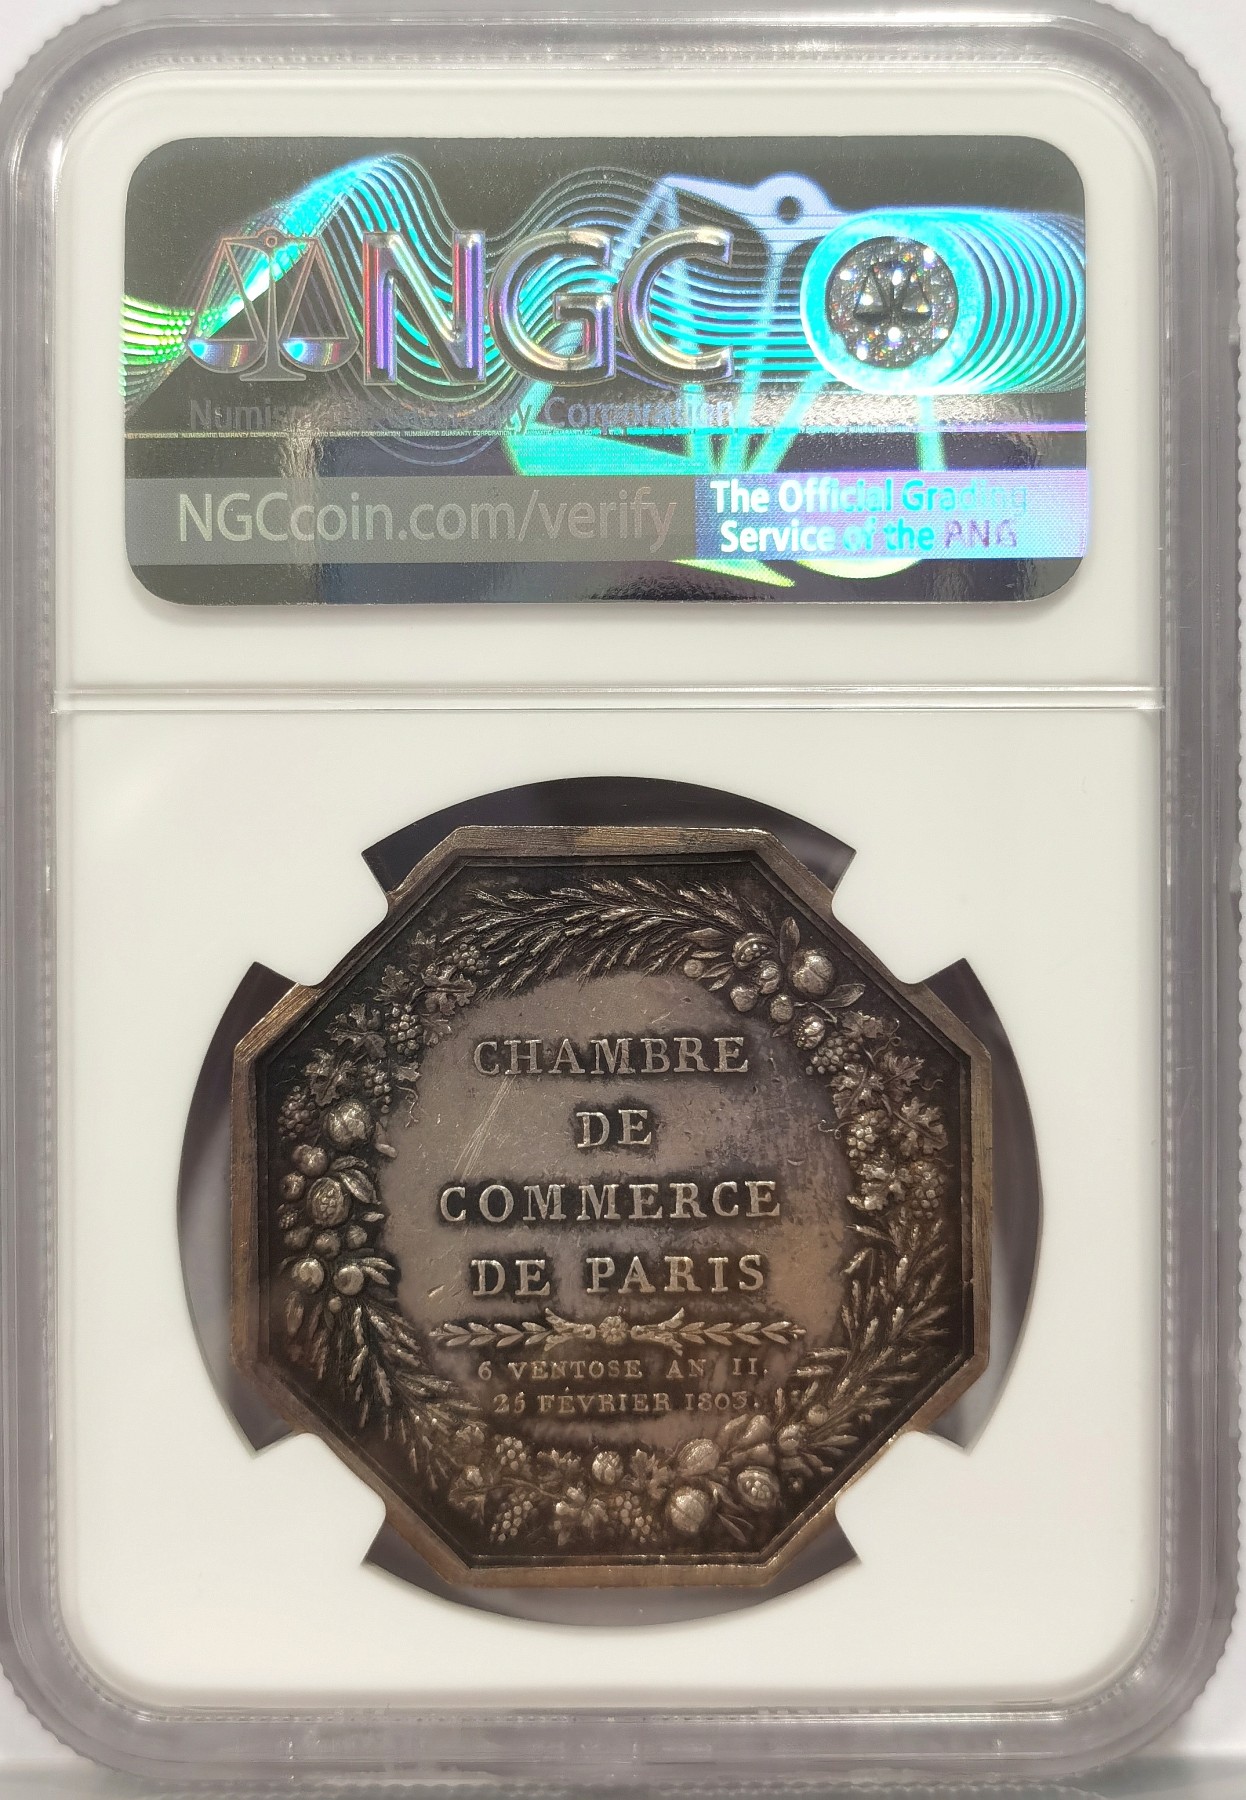 NGC
Numismatic Guaranty Corporation
NGCcoin.com/verify
The Official Grading
Service of the PNG
CHAMBRE
DE
COMMERCE
DE PARIS
6 VENTOSE AN II.
25 FÉVRIER 1803.